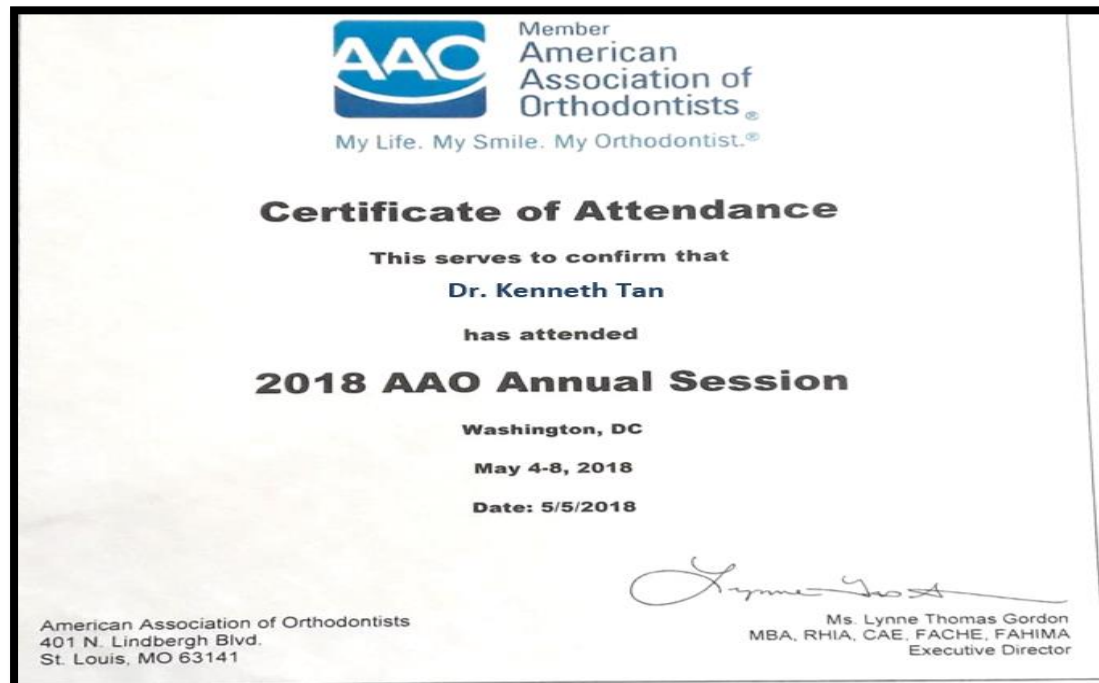 AAO
Member
American
Association of
Orthodontists®
My Life. My Smile. My Orthodontist.®
Certificate of Attendance
This serves to confirm that
Dr. Kenneth Tan
has attended
2018 AAO Annual Session
Washington, DC
May 4-8, 2018
Date: 5/5/2018
American Association of Orthodontists
401 N. Lindbergh Blvd.
St. Louis, MO 63141
Ms. Lynne Thomas Gordon
MBA, RHIA, CAE, FACHE, FAHIMA
Executive Director